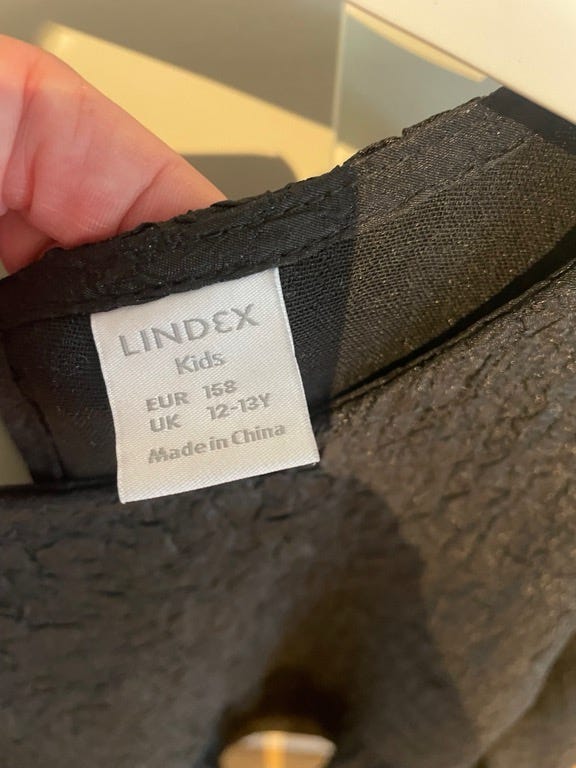 LINDEX
Kids
EUR 158
UK 12-13Y
Made in China